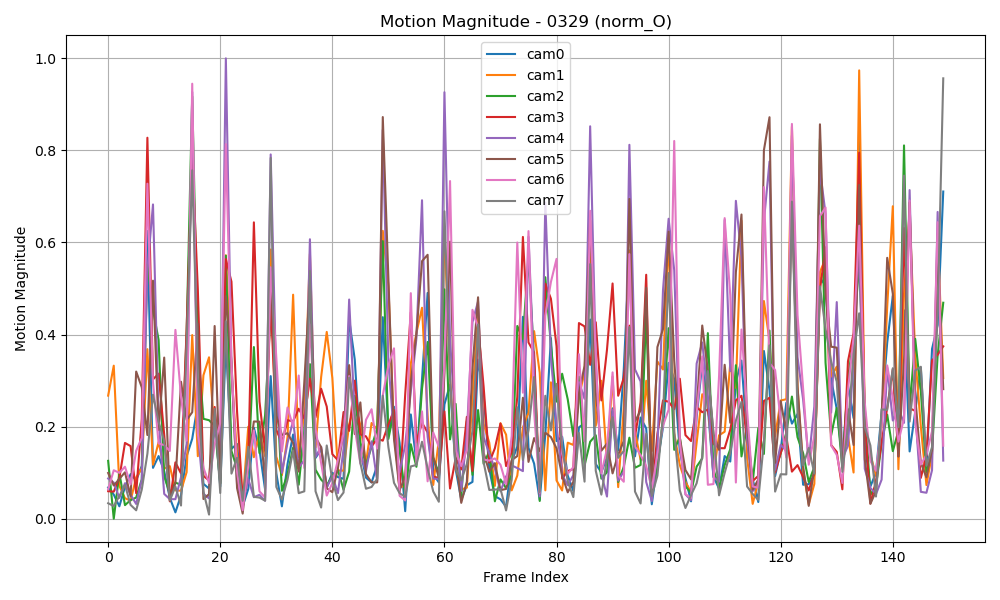 Motion Magnitude - 0329 (norm_O)
Motion Magnitude
1.0
0.8
0.6
0.4
0.2
0.0
cam0
cam1
cam2
cam3
cam4
cam5
cam6
cam7
0 20 40 60 80 100 120 140
Frame Index